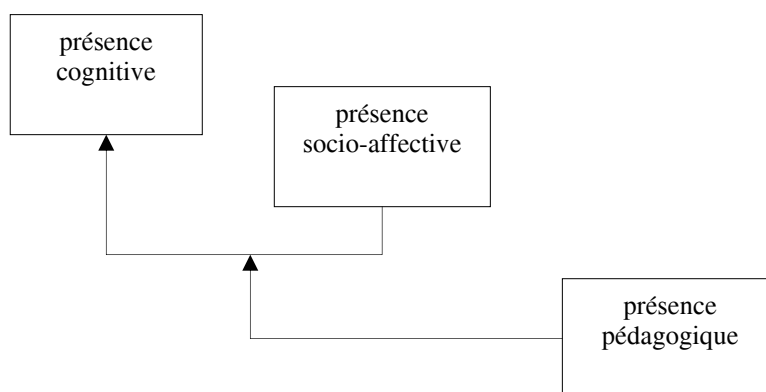 présence
cognitive
présence
socio-affective
présence
pédagogique